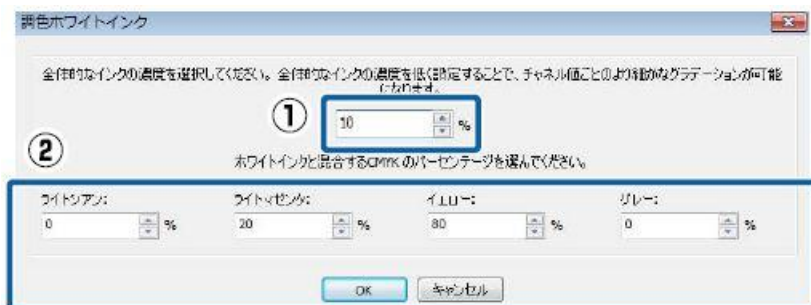 調色ホワイトインク
全体的なインクの濃度を選択してください。全体的なインクの濃度を低く設定することで、チャネル値ごとのより細かなグラデーションが可能
になります。
①
10 %
②
ホワイトインクと混合するCMYK のパーセンテージを選んでください。
ライトシアン: ライトマゼンタ: イエロー: グレー:
0 % 20 % 80 % 0 %
OK キャンセル